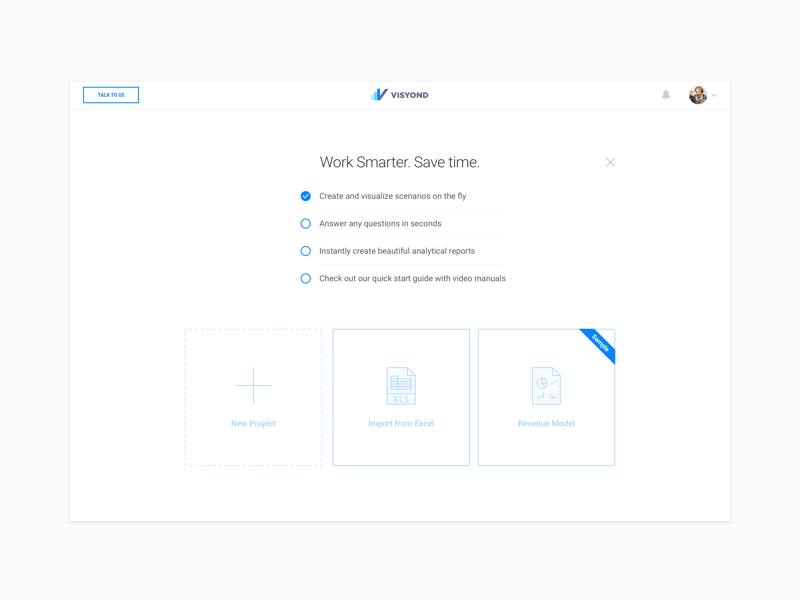 TALK TO US
VISYOND
Work Smarter. Save time.
Create and visualize scenarios on the fly
Answer any questions in seconds
Instantly create beautiful analytical reports
Check out our quick start guide with video manuals
Sample
XLS
New Project
Import from Excel
Revenue Model